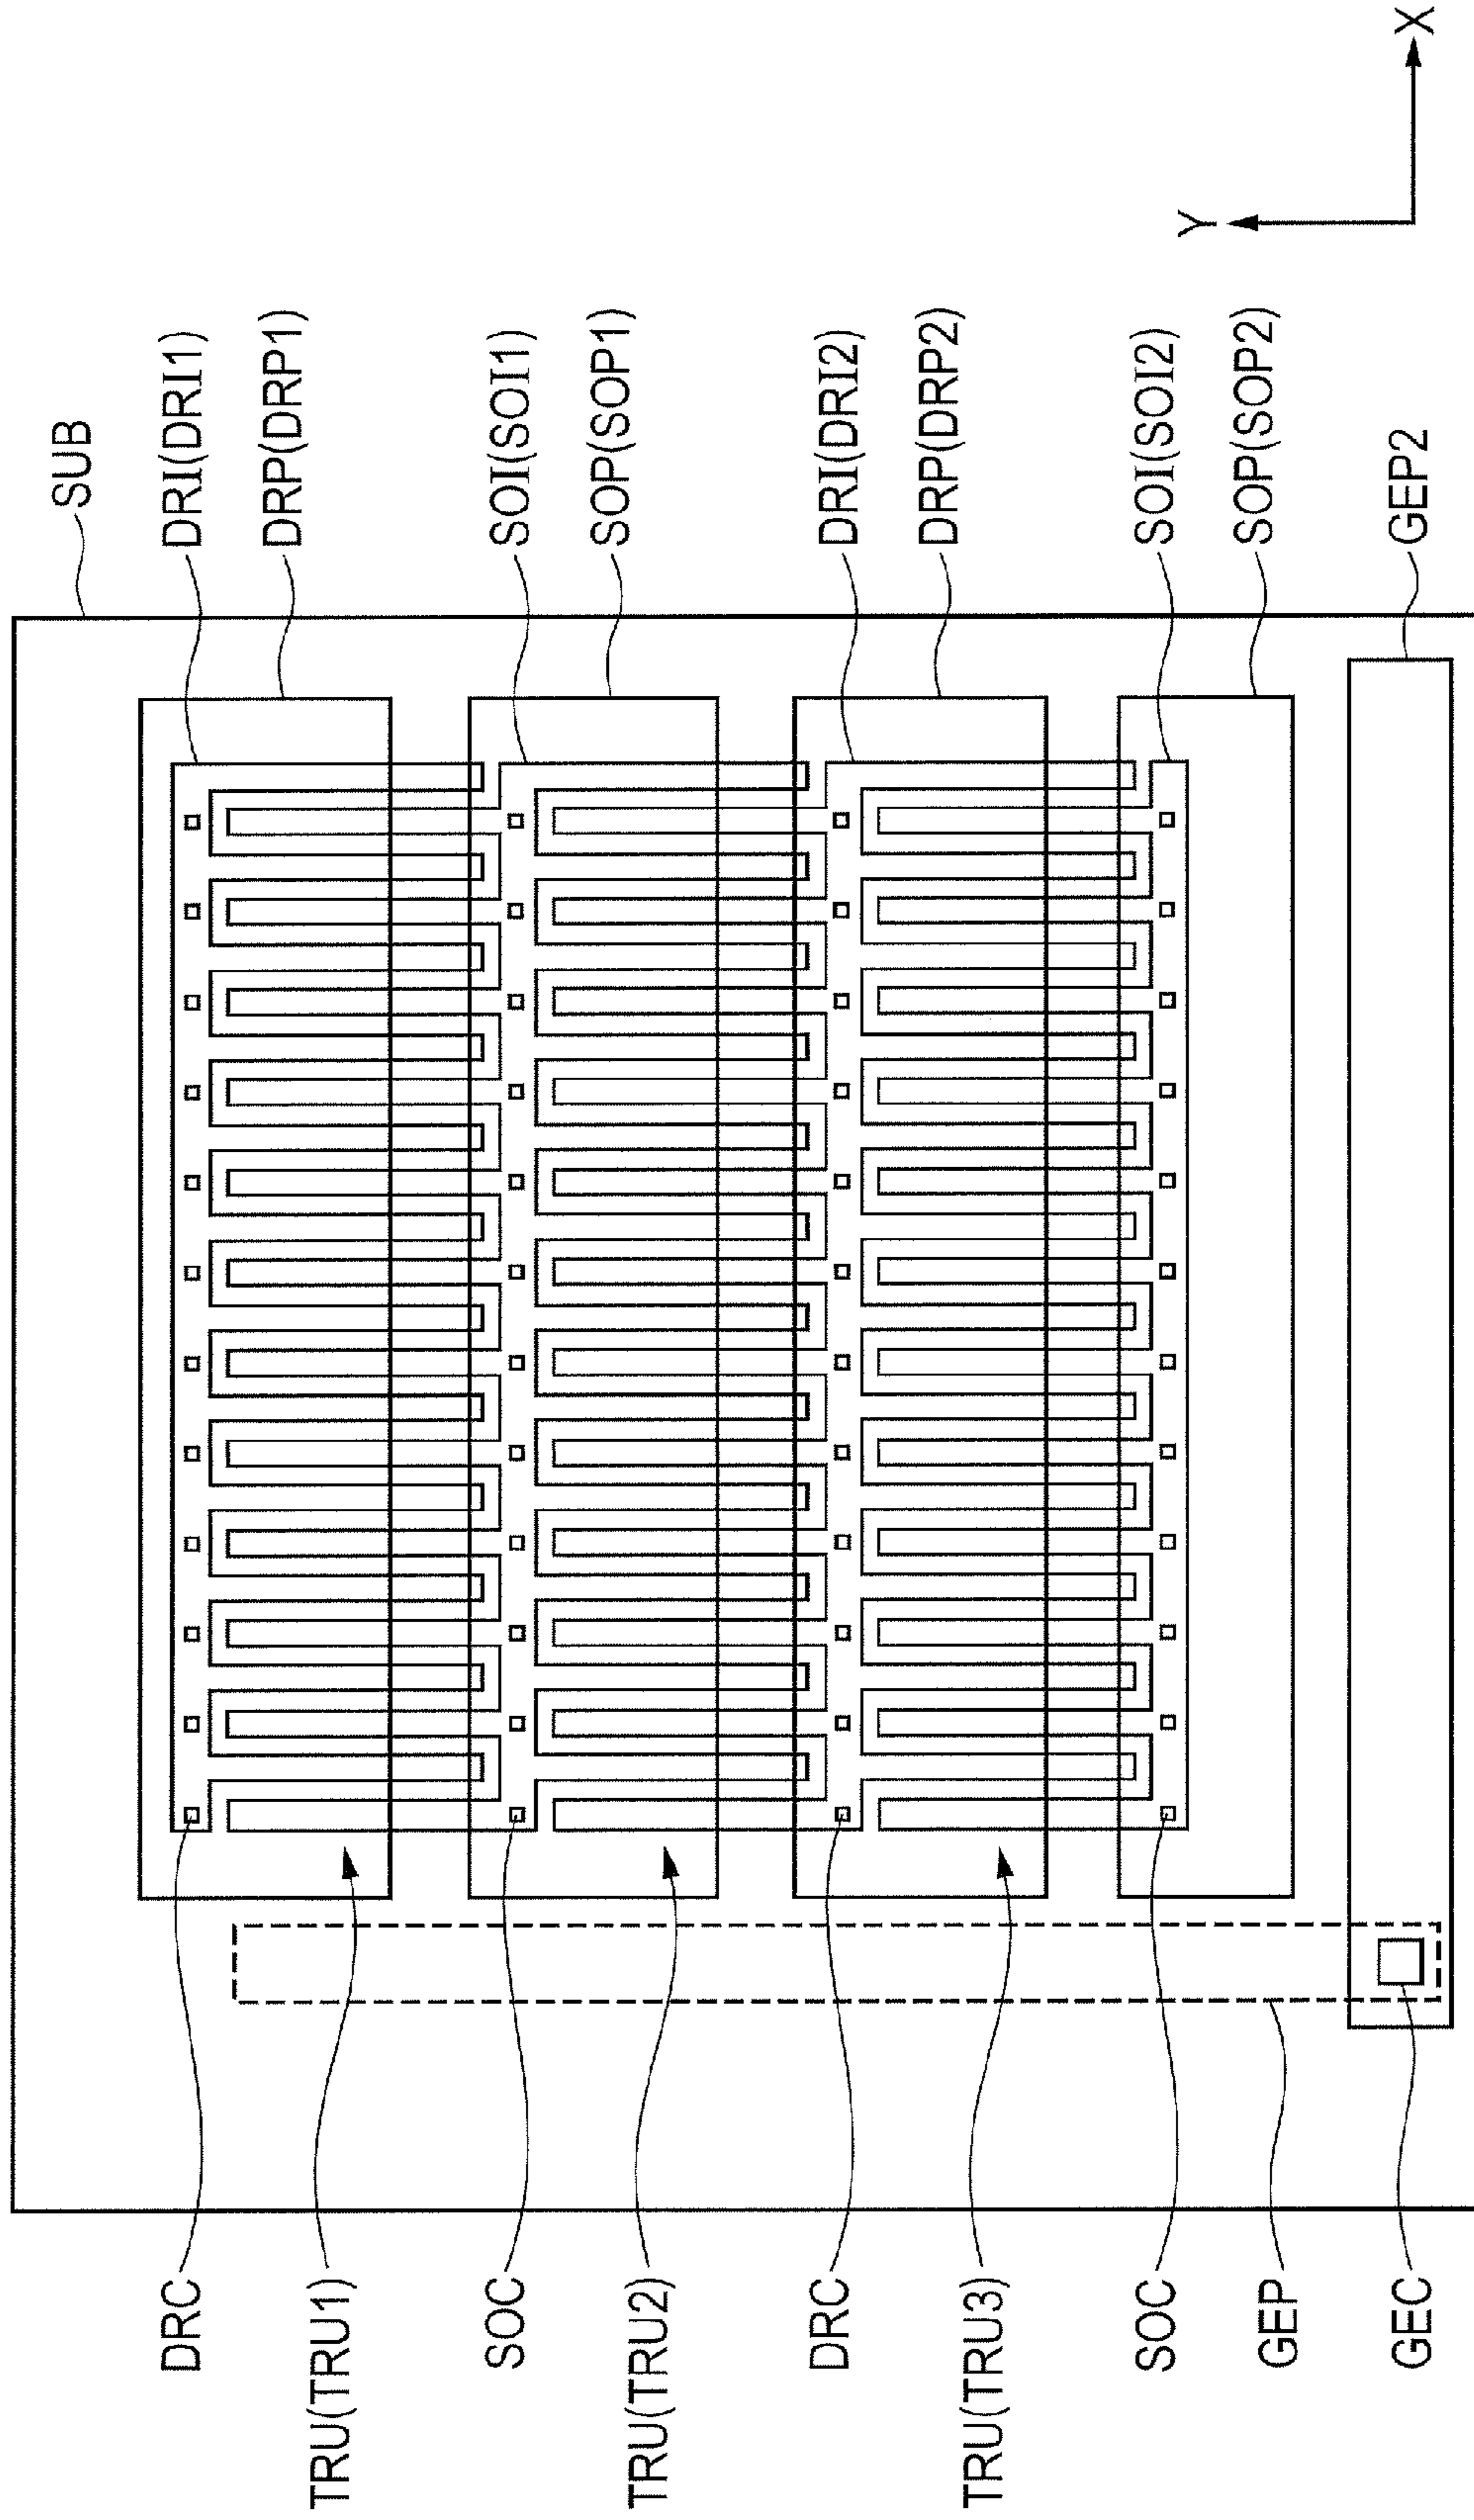 SUB
DRI(DRI1)
DRP(DRP1)
SOI(SOI1)
SOP(SOP1)
DRI(DRI2)
DRP(DRP2)
SOI(SOI2)
SOP(SOP2)
GEP2
Y
X
DRC
TRU(TRU1)
SOC
TRU(TRU2)
DRC
TRU(TRU3)
SOC
GEP
GEC